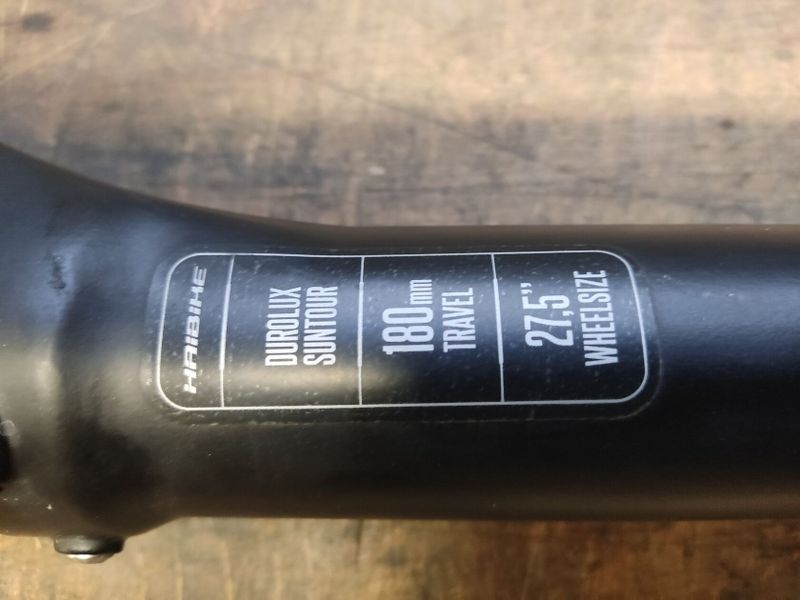 HAIBIKE
DUROLUX
SUNTOUR
180mm
TRAVEL
27,5”
WHEELSIZE